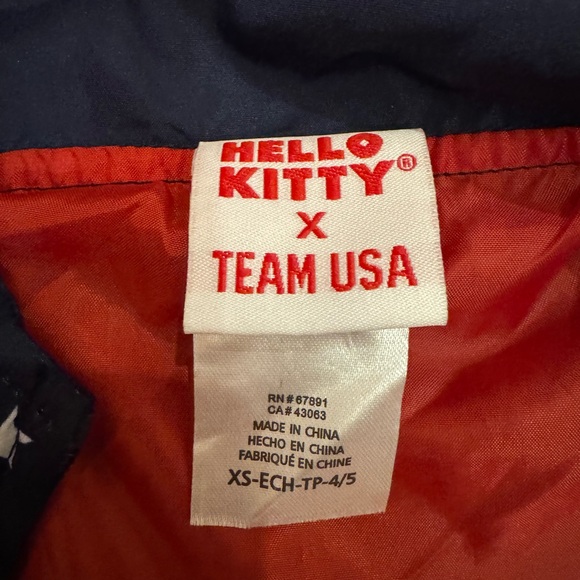 HELLO
KITTY®
X
TEAM USA
RN# 67891
CA# 43063
MADE IN CHINA
HECHO EN CHINA
FABRIQUÉ EN CHINE
XS-ECH-TP-4/5